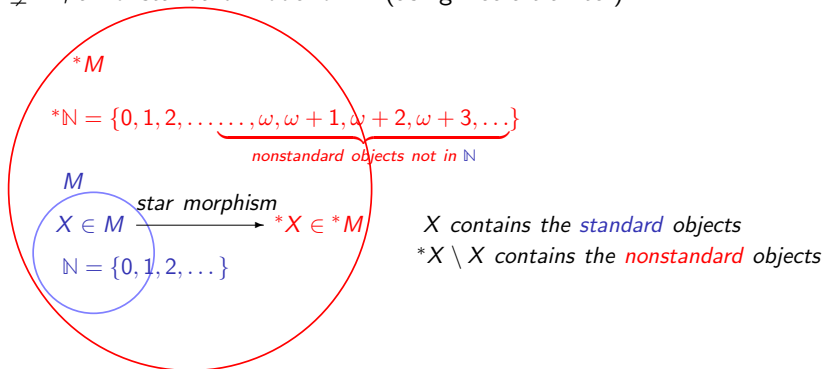 *M
*ℕ = {0, 1, 2, . . . . . . , ω, ω + 1, ω + 2, ω + 3, . . .}
nonstandard objects not in ℕ
M
star morphism
X ∈ M
*X ∈ *M
X contains the standard objects
*X \ X contains the nonstandard objects
ℕ = {0, 1, 2, . . . }